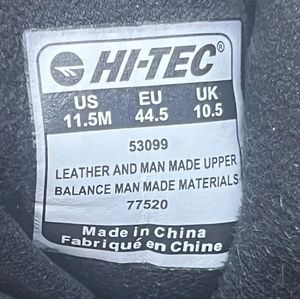 HI-TEC®
US EU UK
11.5M 44.5 10.5
53099
LEATHER AND MAN MADE UPPER
BALANCE MAN MADE MATERIALS
77520
Made in China
Fabriqué en Chine